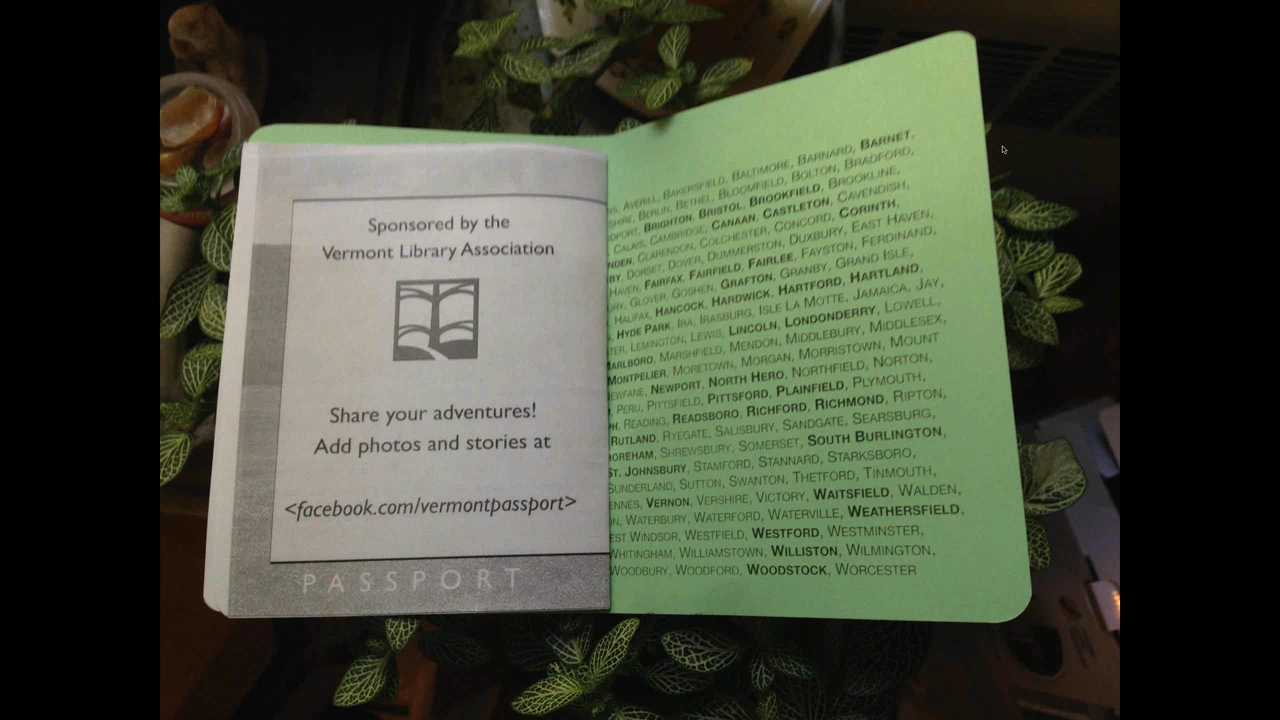 Sponsored by the
Vermont Library Association
Share your adventures!
Add photos and stories at
<facebook.com/vermontpassport>
PASSPORT
AVERILL, BAKERSFIELD, BALTIMORE, BARNARD, BARNET,
BERLIN, BETHEL, BLOOMFIELD, BOLTON, BRADFORD,
BRIGHTON, BRISTOL, BROOKFIELD, BROOKLINE,
CALAIS, CAMBRIDGE, CANAAN, CASTLETON, CAVENDISH,
CLARENDON, COLCHESTER, CONCORD, CORINTH,
DORSET, DOVER, DUMMERSTON, DUXBURY, EAST HAVEN,
HAVEN, FAIRFAX, FAIRFIELD, FAIRLEE, FAYSTON, FERDINAND,
GLOVER, GOSHEN, GRAFTON, GRANBY, GRAND ISLE,
HALIFAX, HANCOCK, HARDWICK, HARTFORD, HARTLAND,
HYDE PARK, IRA, IRASBURG, ISLE LA MOTTE, JAMAICA, JAY,
LEMINGTON, LEWIS, LINCOLN, LONDONDERRY, LOWELL,
MARLBORO, MARSHFIELD, MENDON, MIDDLEBURY, MIDDLESEX,
MONTPELIER, MORETOWN, MORGAN, MORRISTOWN, MOUNT
EWFANE, NEWPORT, NORTH HERO, NORTHFIELD, NORTON,
PERU, PITTSFIELD, PITTSFORD, PLAINFIELD, PLYMOUTH,
READING, READSBORO, RICHFORD, RICHMOND, RIPTON,
RUTLAND, RYEGATE, SALISBURY, SANDGATE, SEARSBURG,
OREHAM, SHREWSBURY, SOMERSET, SOUTH BURLINGTON,
ST. JOHNSBURY, STAMFORD, STANNARD, STARKSBORO,
SUNDERLAND, SUTTON, SWANTON, THETFORD, TINMOUTH,
ENNES, VERNON, VERSHIRE, VICTORY, WAITSFIELD, WALDEN,
WATERBURY, WATERFORD, WATERVILLE, WEATHERSFIELD,
EST WINDSOR, WESTFIELD, WESTFORD, WESTMINSTER,
WHITINGHAM, WILLIAMSTOWN, WILLISTON, WILMINGTON,
WOODBURY, WOODFORD, WOODSTOCK, WORCESTER